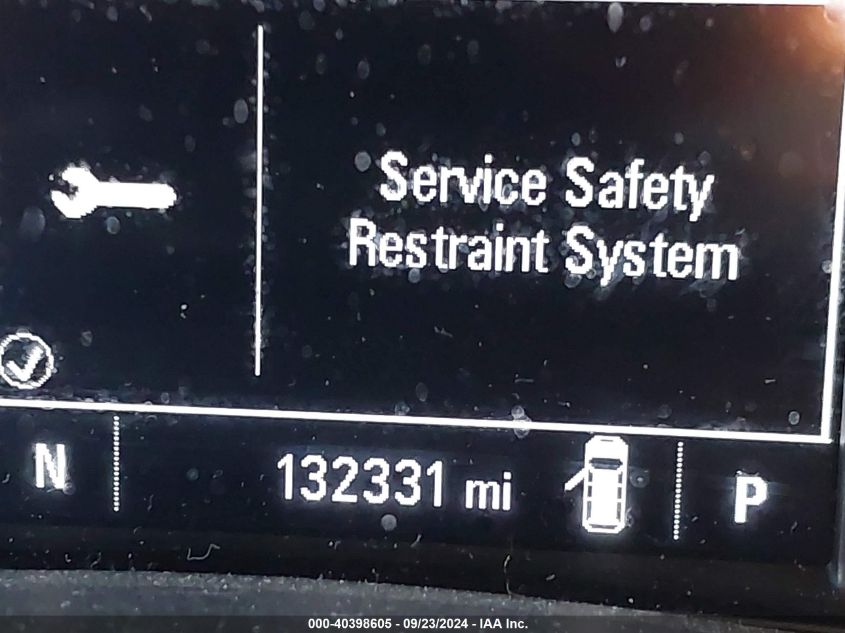 Service Safety
Restraint System
N 132331 mi P
000-40398605 - 09/23/2024 - IAA Inc.